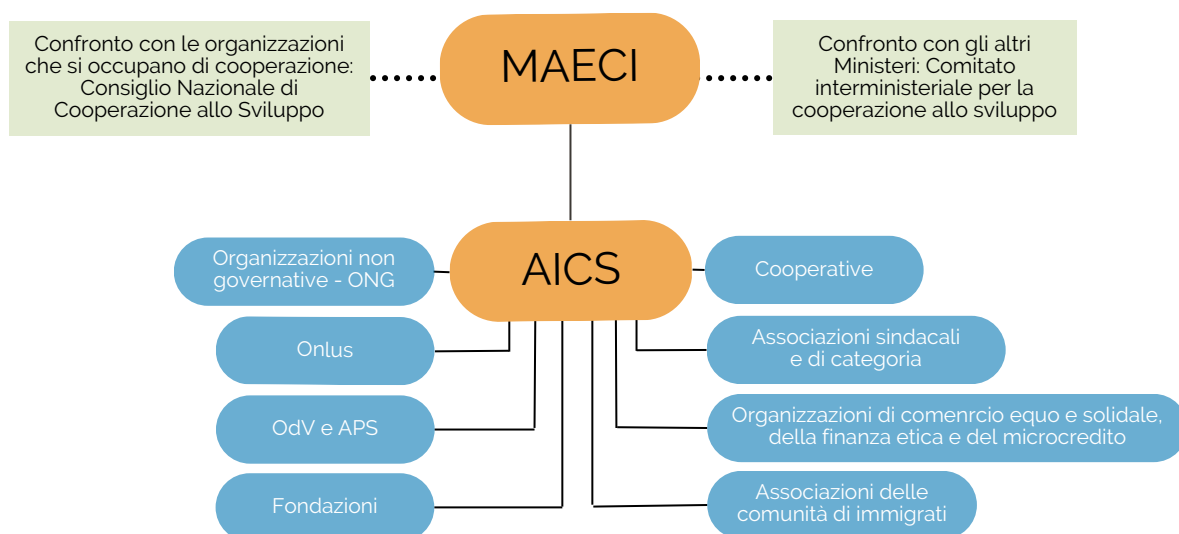 Confronto con le organizzazioni
che si occupano di cooperazione:
Consiglio Nazionale di
Cooperazione allo Sviluppo
MAECI
Confronto con gli altri
Ministeri: Comitato
interministeriale per la
cooperazione allo sviluppo
Organizzazioni non
governative - ONG
AICS
Cooperative
Onlus
Associazioni sindacali
e di categoria
OdV e APS
Organizzazioni di comenrcio equo e solidale,
della finanza etica e del microcredito
Fondazioni
Associazioni delle
comunità di immigrati